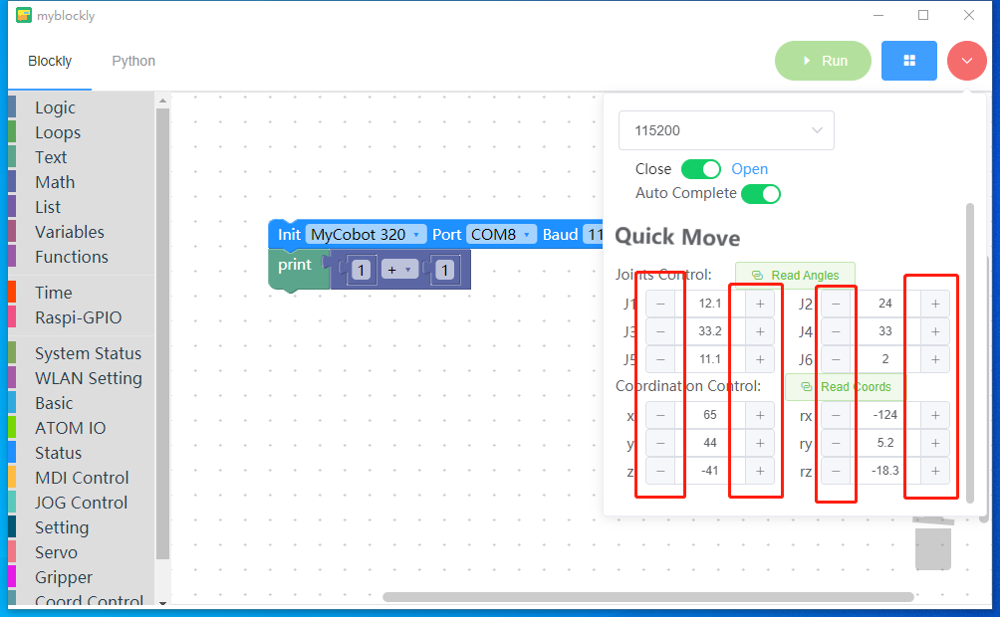 myblockly
Blockly Python Run
Logic
Loops
Text
Math
List
Variables
Functions
Time
Raspi-GPIO
System Status
WLAN Setting
Basic
ATOM IO
Status
MDI Control
JOG Control
Setting
Servo
Gripper
Coord Control
Init MyCobot 320 Port COM8 Baud 11
print 1 + 1
115200
Close Open
Auto Complete
Quick Move
Joints Control: Read Angles
J1 − 12.1 + J2 − 24 +
J3 − 33.2 + J4 − 33 +
J5 − 11.1 + J6 − 2 +
Coordination Control: Read Coords
x − 65 + rx − -124 +
y − 44 + ry − 5.2 +
z − -41 + rz − -18.3 +